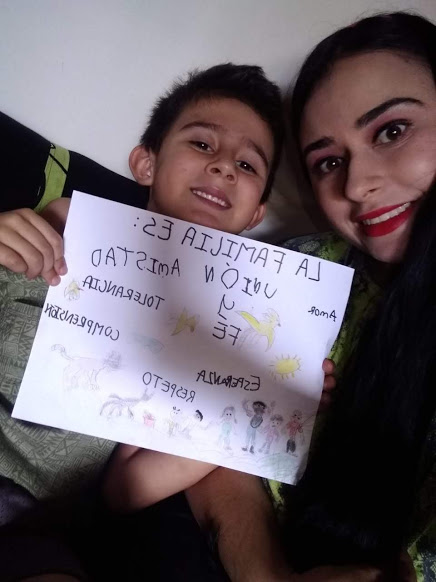 LA FAMILIA ES:
UNIÓN AMISTAD
Amor Y TOLERANCIA
FE COMPRENSIÓN
ESPERANZA
RESPETO